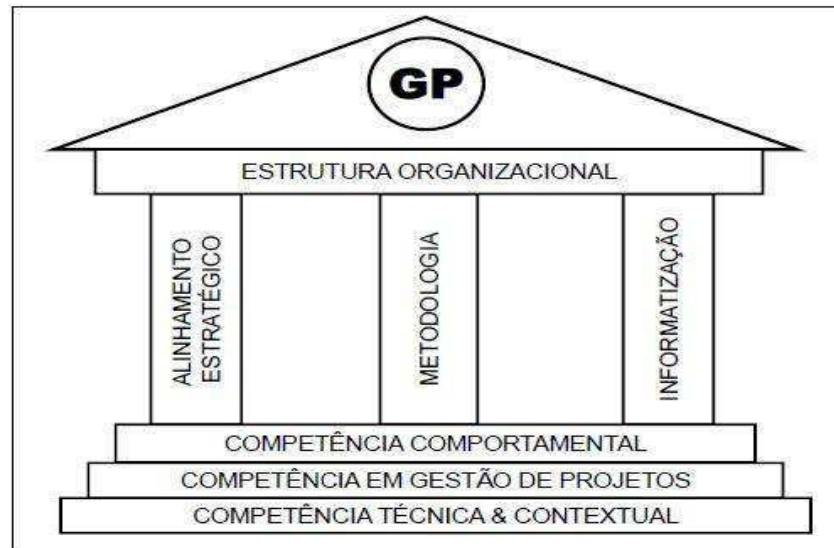 GP
ESTRUTURA ORGANIZACIONAL
ALINHAMENTO
ESTRATÉGICO
METODOLOGIA
INFORMATIZAÇÃO
COMPETÊNCIA COMPORTAMENTAL
COMPETÊNCIA EM GESTÃO DE PROJETOS
COMPETÊNCIA TÉCNICA & CONTEXTUAL